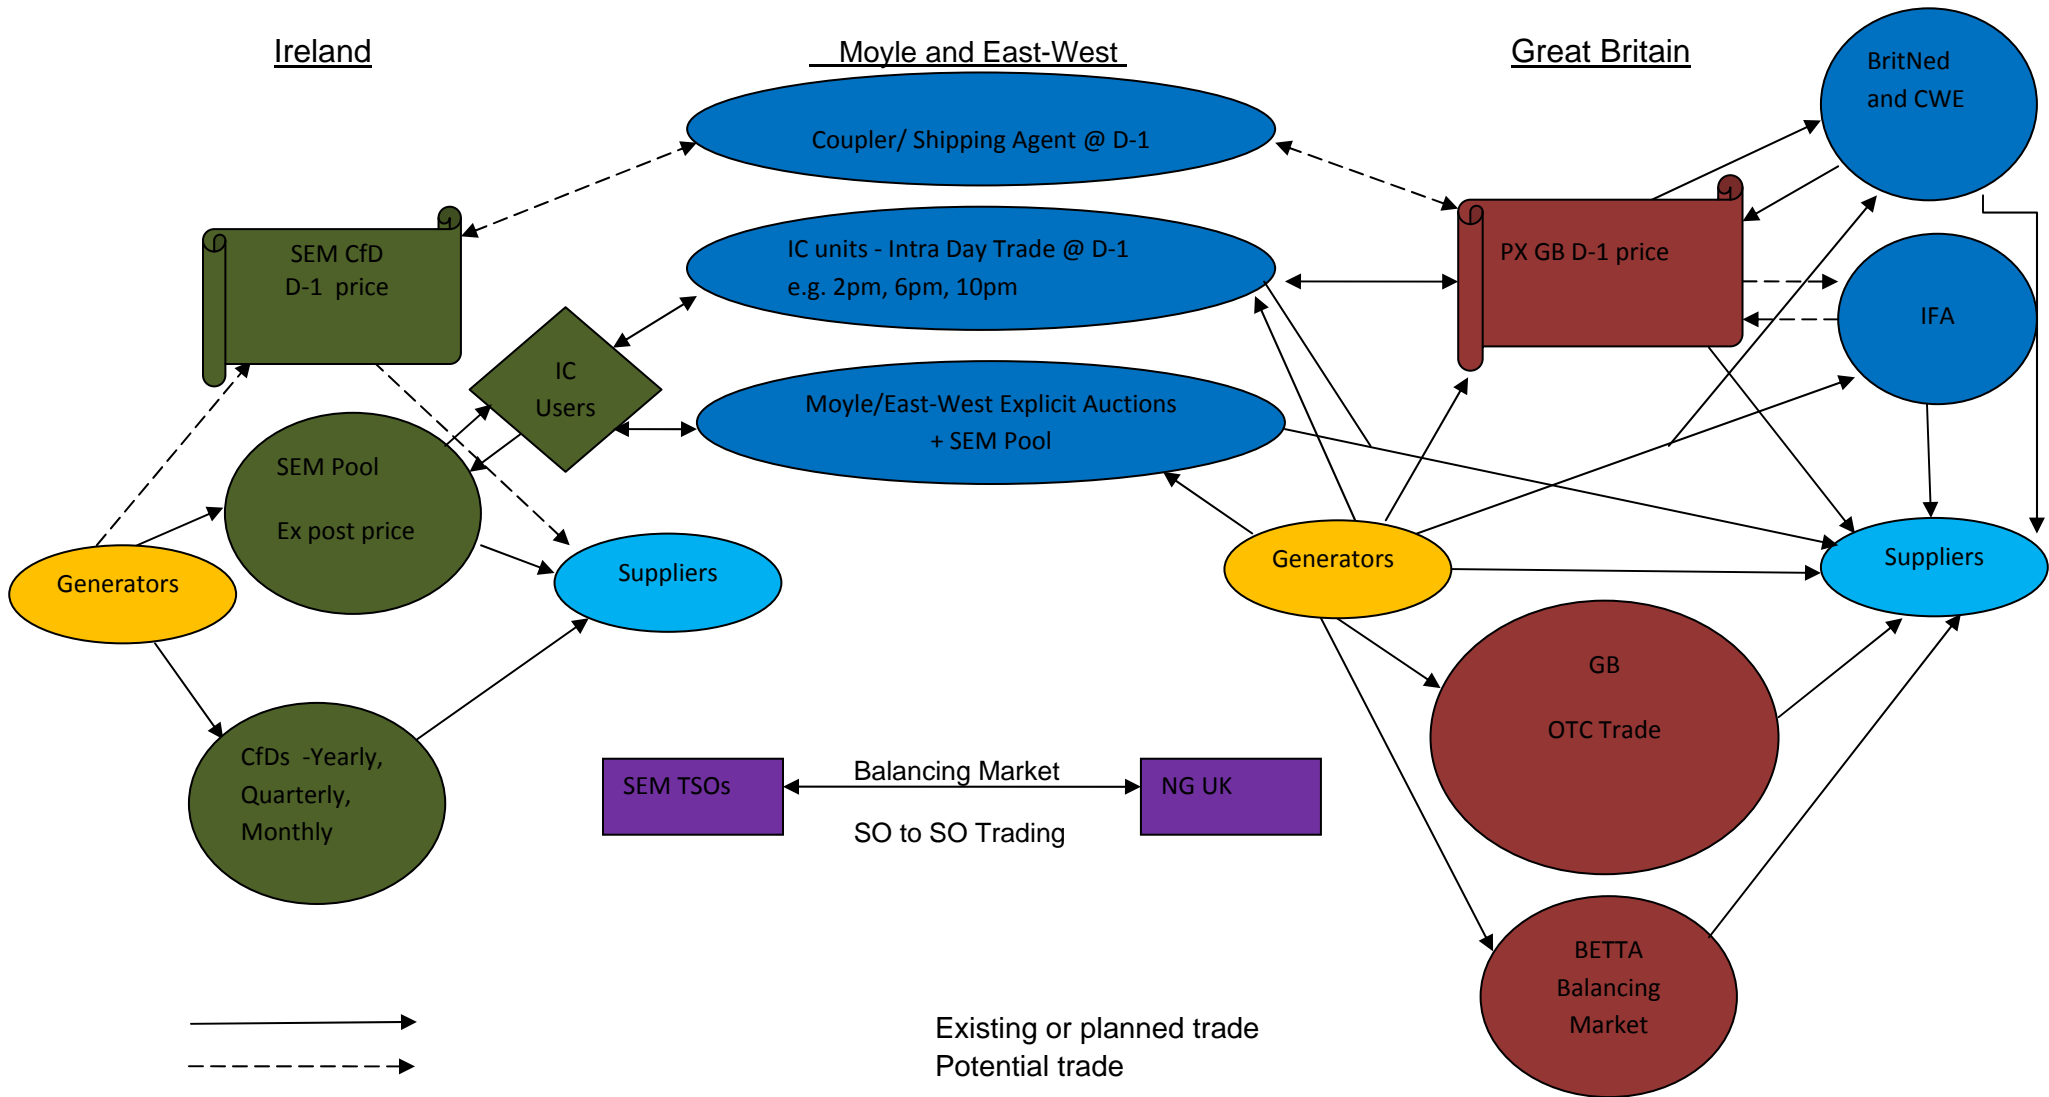 Ireland
Moyle and East-West
Great Britain
BritNed
and CWE
Coupler/ Shipping Agent @ D-1
SEM CfD
D-1 price
IC units - Intra Day Trade @ D-1
e.g. 2pm, 6pm, 10pm
PX GB D-1 price
IFA
IC
Users
Moyle/East-West Explicit Auctions
+ SEM Pool
SEM Pool
Ex post price
Generators
Suppliers
Generators
Suppliers
GB
OTC Trade
CfDs -Yearly,
Quarterly,
Monthly
SEM TSOs
Balancing Market
SO to SO Trading
NG UK
BETTA
Balancing
Market
Existing or planned trade
Potential trade